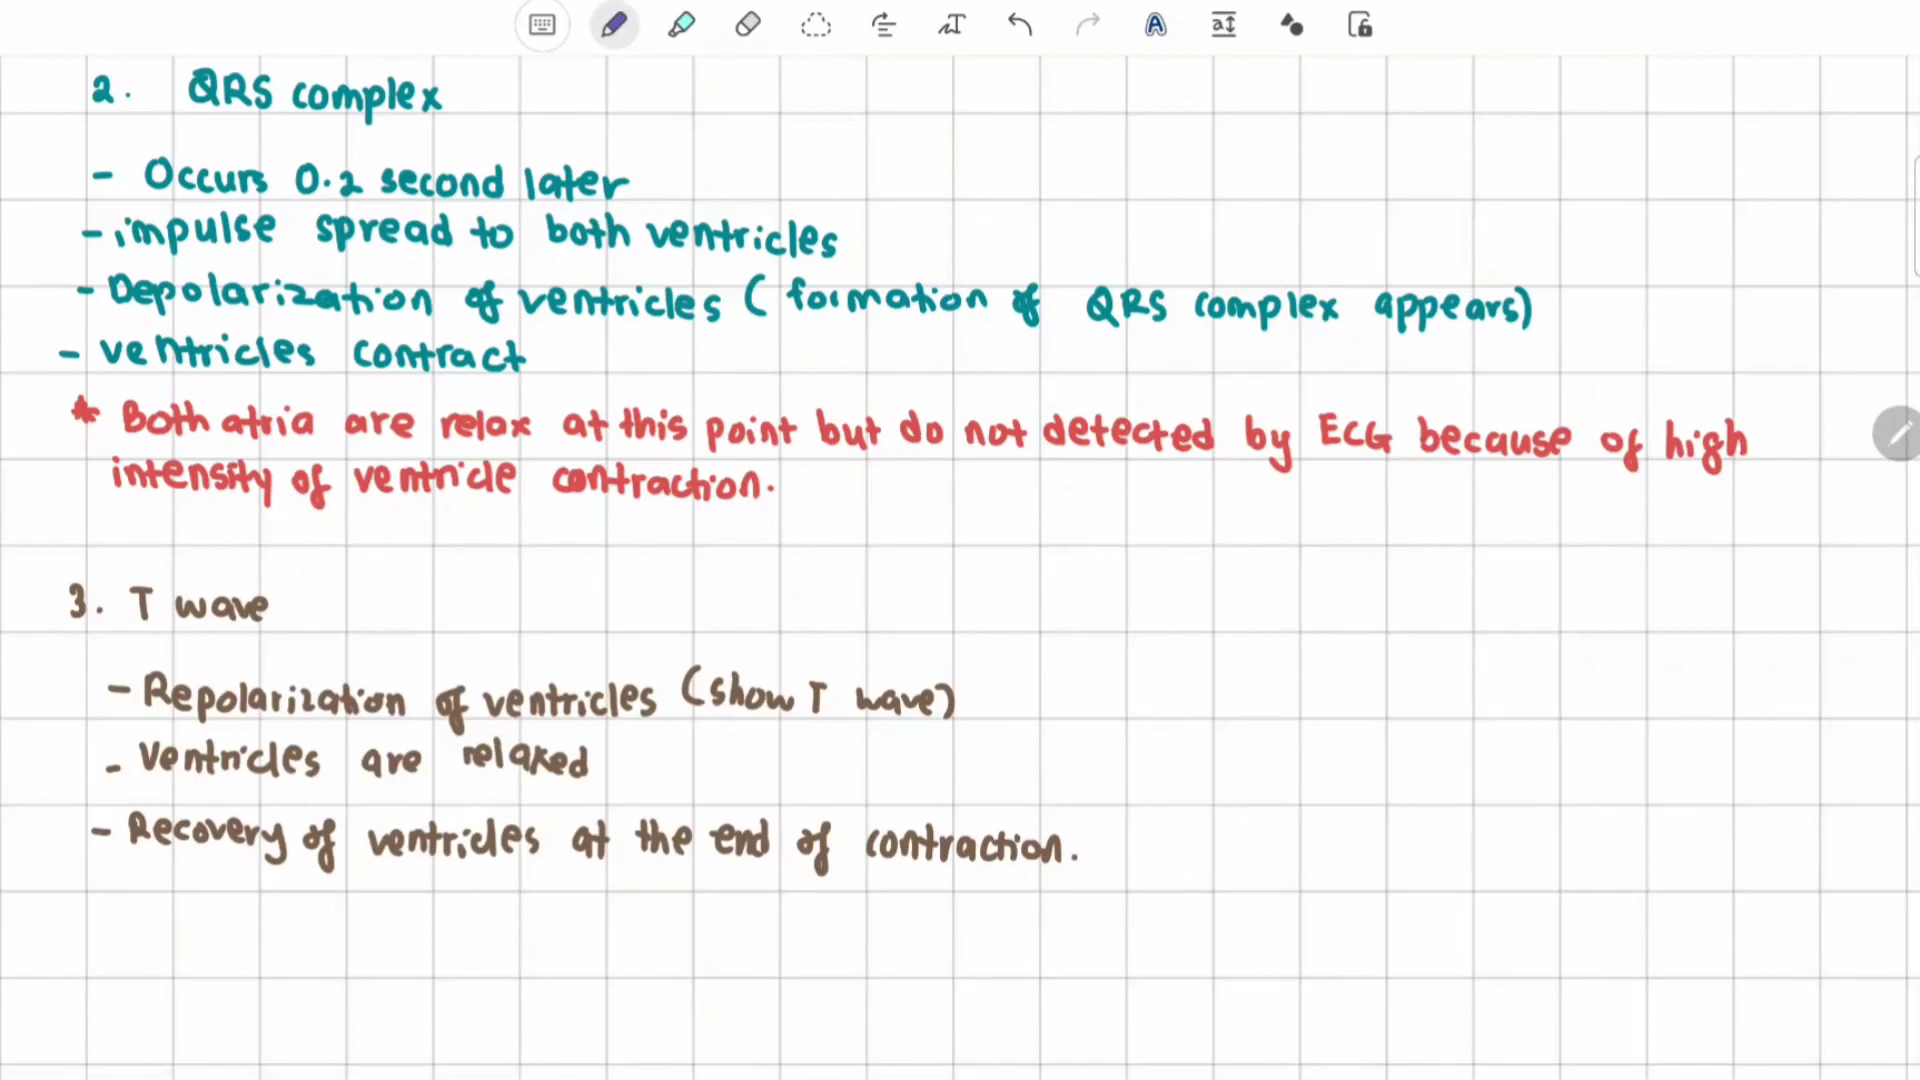 2. QRS complex
- Occurs 0.2 second later
- impulse spread to both ventricles
- Depolarization of ventricles (formation of QRS complex appears)
- ventricles contract
* Both atria are relax at this point but do not detected by ECG because of high
intensity of ventricle contraction.
3. T wave
- Repolarization of ventricles (show T wave)
- Ventricles are relaxed
- Recovery of ventricles at the end of contraction.